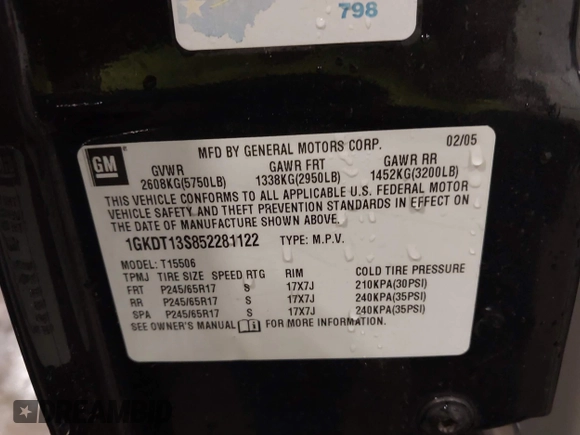 798
MFD BY GENERAL MOTORS CORP. 02/05
GM
GVWR GAWR FRT GAWR RR
2608KG(5750LB) 1338KG(2950LB) 1452KG(3200LB)
THIS VEHICLE CONFORMS TO ALL APPLICABLE U.S. FEDERAL MOTOR
VEHICLE SAFETY AND THEFT PREVENTION STANDARDS IN EFFECT ON
THE DATE OF MANUFACTURE SHOWN ABOVE.
1GKDT13S852281122 TYPE: M.P.V.
MODEL: T15506
TPMJ TIRE SIZE SPEED RTG RIM COLD TIRE PRESSURE
FRT P245/65R17 S 17X7J 210KPA(30PSI)
RR P245/65R17 S 17X7J 240KPA(35PSI)
SPA P245/65R17 S 17X7J 240KPA(35PSI)
SEE OWNER'S MANUAL FOR MORE INFORMATION.
DREAMBID